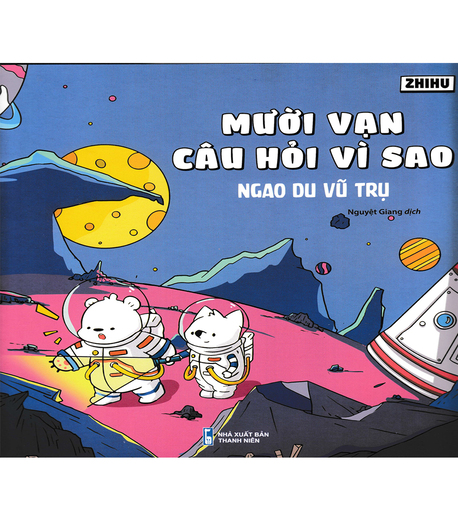 ZHIHU
MƯỜI VẠN
CÂU HỎI VÌ SAO
NGAO DU VŨ TRỤ
Nguyệt Giang dịch
NHÀ XUẤT BẢN
THANH NIÊN